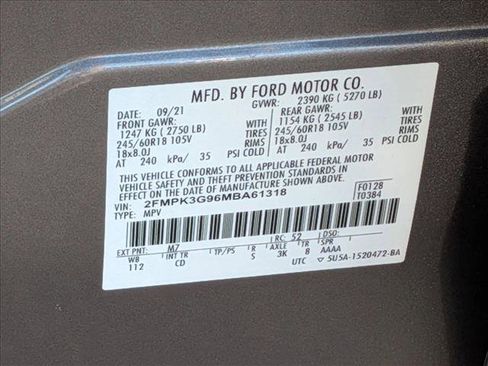 MFD. BY FORD MOTOR CO.
DATE: 09/21 GVWR: 2390 KG ( 5270 LB)
FRONT GAWR: REAR GAWR:
1247 KG ( 2750 LB) WITH 1154 KG ( 2545 LB) WITH
245/60R18 105V TIRES 245/60R18 105V TIRES
18x8.0J RIMS 18x8.0J RIMS
AT 240 kPa/ 35 PSI COLD AT 240 kPa/ 35 PSI COLD
THIS VEHICLE CONFORMS TO ALL APPLICABLE FEDERAL MOTOR
VEHICLE SAFETY AND THEFT PREVENTION STANDARDS IN
EFFECT ON THE DATE OF MANUFACTURE SHOWN ABOVE.
VIN: 2FMPK3G96MBA61318 F0128
TYPE: MPV T0384
EXT PNT: M7 RC: 52 DSO:
WB INT TR TP/PS R AXLE TR SPR
112 CD S 3K 8 AAAA
UTC ▽5U5A-1520472-BA